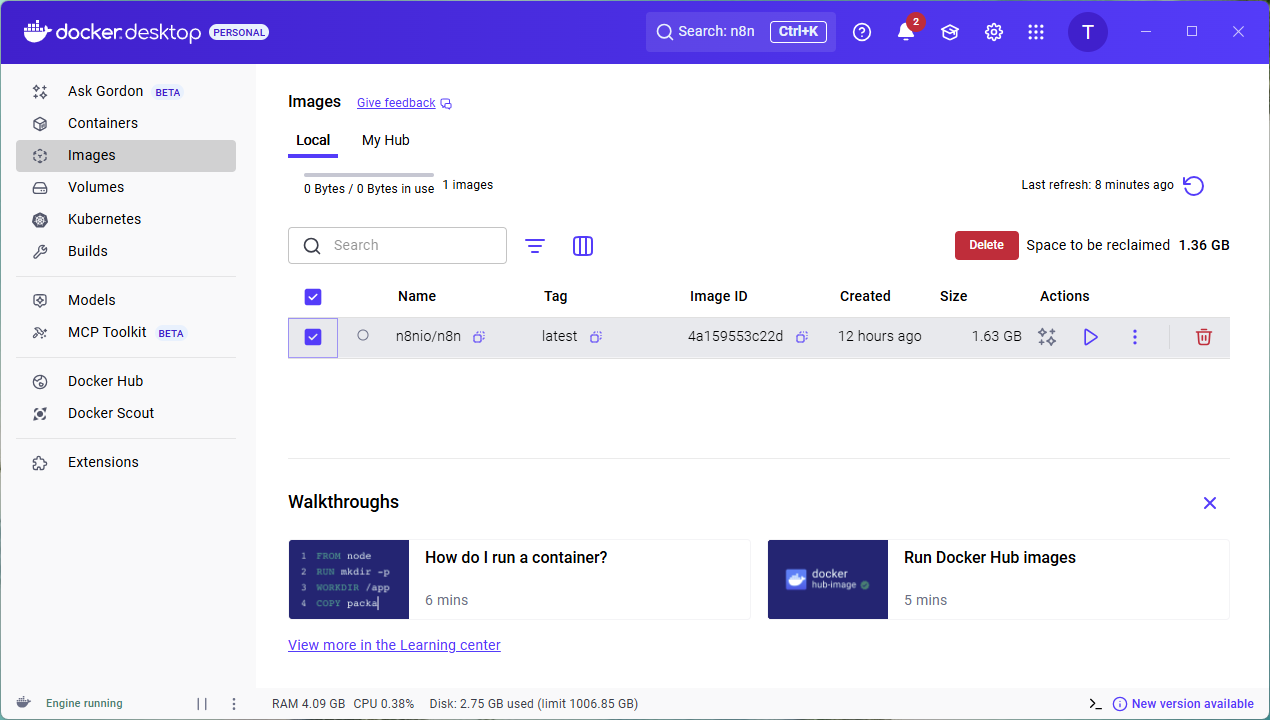 docker.desktop PERSONAL Search: n8n Ctrl+K 2 T
Ask Gordon BETA
Containers
Images
Volumes
Kubernetes
Builds
Models
MCP Toolkit BETA
Docker Hub
Docker Scout
Extensions
Images Give feedback
Local My Hub
0 Bytes / 0 Bytes in use 1 images Last refresh: 8 minutes ago
Search Delete Space to be reclaimed 1.36 GB
Name Tag Image ID Created Size Actions
n8nio/n8n latest 4a159553c22d 12 hours ago 1.63 GB
Walkthroughs
1 FROM node
2 RUN mkdir -p
3 WORKDIR /app
4 COPY packa
How do I run a container?
6 mins
docker
hub-image
Run Docker Hub images
5 mins
View more in the Learning center
Engine running RAM 4.09 GB CPU 0.38% Disk: 2.75 GB used (limit 1006.85 GB) New version available